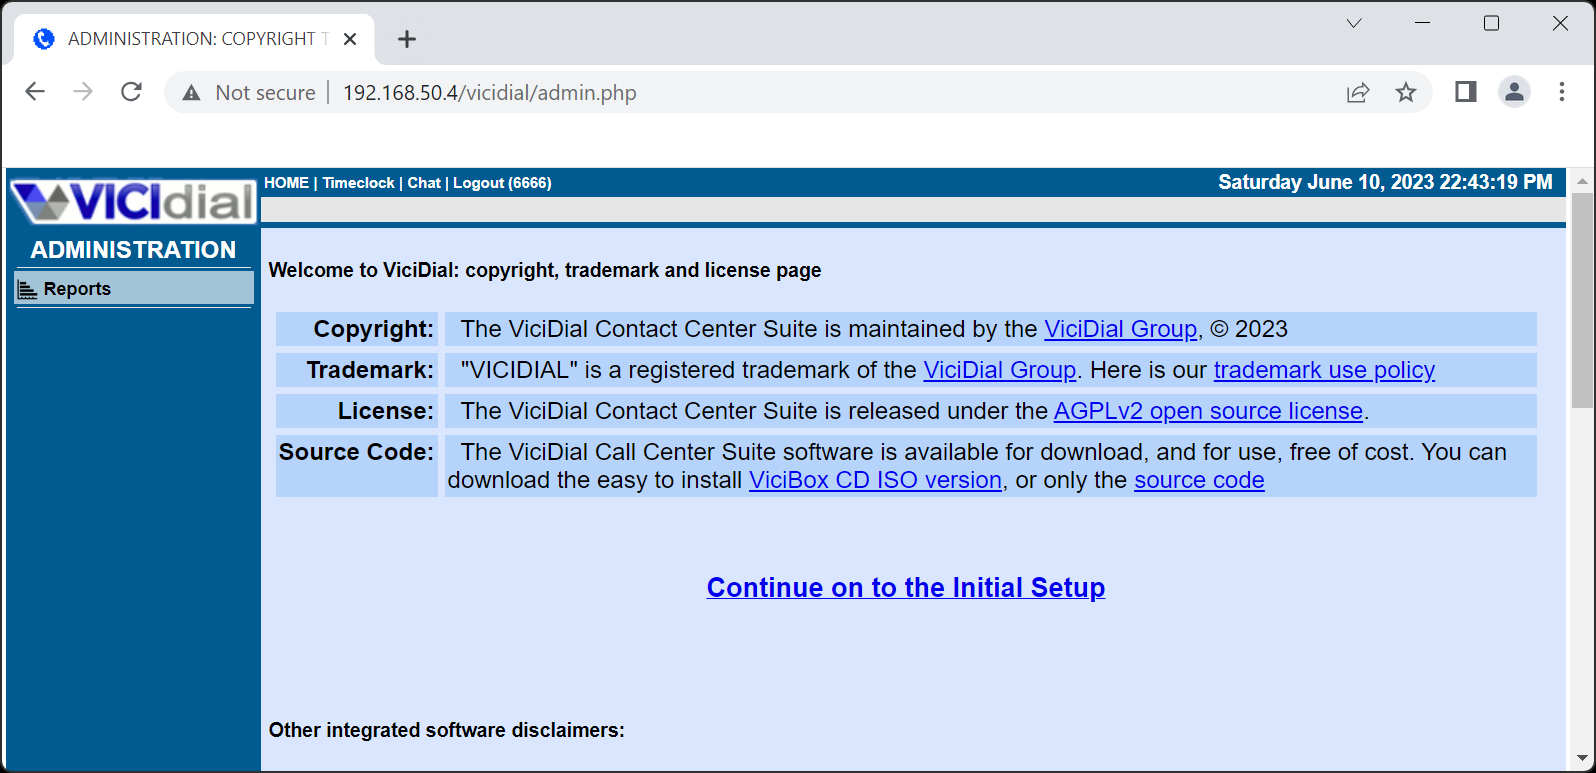 ADMINISTRATION: COPYRIGHT T
Not secure | 192.168.50.4/vicidial/admin.php
VICIdial
HOME | Timeclock | Chat | Logout (6666)
Saturday June 10, 2023 22:43:19 PM
ADMINISTRATION
Reports
Welcome to ViciDial: copyright, trademark and license page
Copyright: The ViciDial Contact Center Suite is maintained by the ViciDial Group, © 2023
Trademark: "VICIDIAL" is a registered trademark of the ViciDial Group. Here is our trademark use policy
License: The ViciDial Contact Center Suite is released under the AGPLv2 open source license.
Source Code: The ViciDial Call Center Suite software is available for download, and for use, free of cost. You can
download the easy to install ViciBox CD ISO version, or only the source code
Continue on to the Initial Setup
Other integrated software disclaimers: